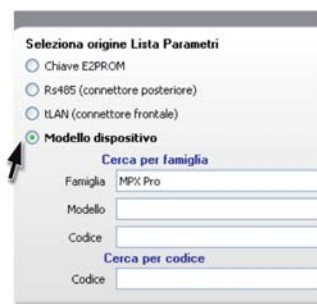 Seleziona origine Lista Parametri
Chiave E2PROM
Rs485 (connettore posteriore)
tLAN (connettore frontale)
Modello dispositivo
Cerca per famiglia
Famiglia MPX Pro
Modello
Codice
Cerca per codice
Codice